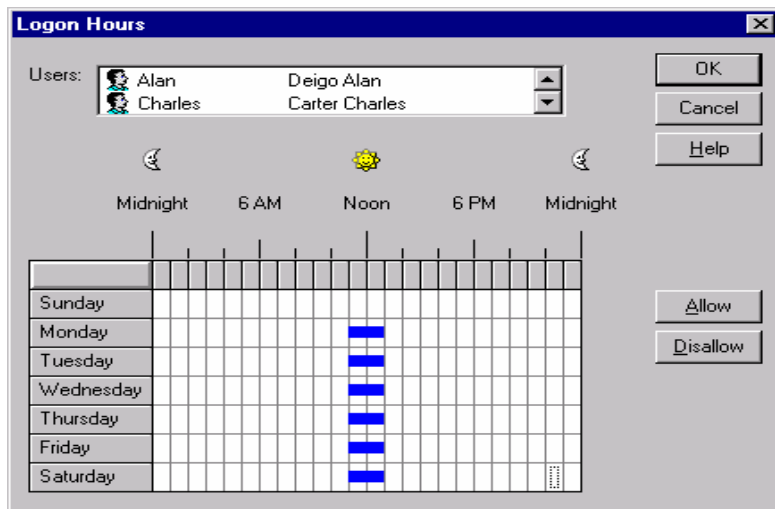 Logon Hours
Users:
Alan Deigo Alan
Charles Carter Charles
OK
Cancel
Help
Midnight 6 AM Noon 6 PM Midnight
Sunday
Monday
Tuesday
Wednesday
Thursday
Friday
Saturday
Allow
Disallow